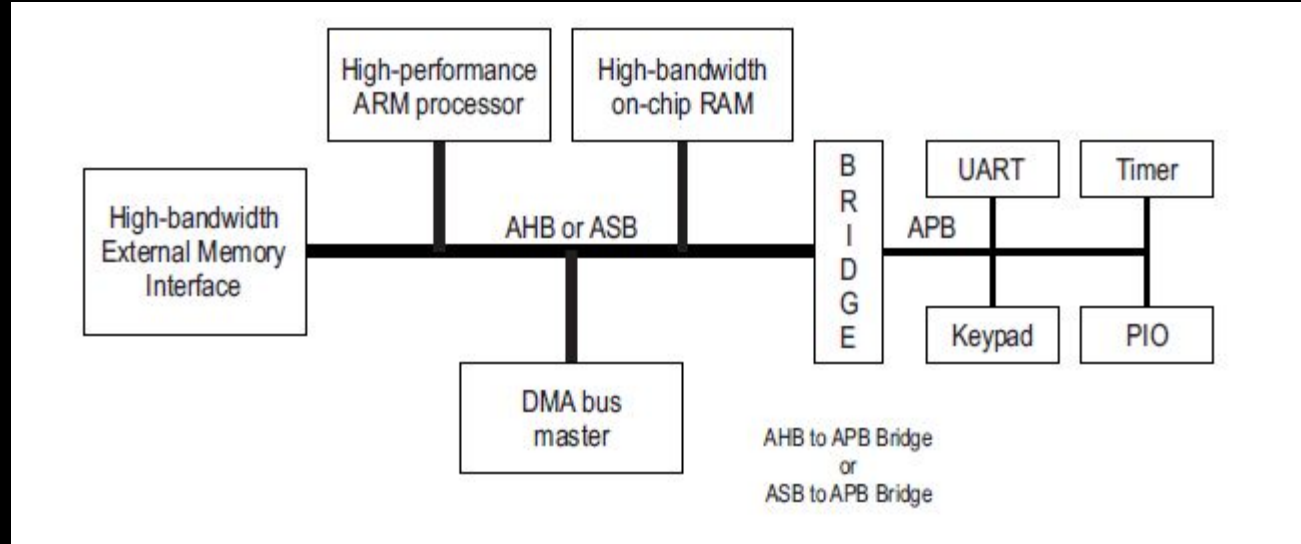 High-performance
ARM processor
High-bandwidth
on-chip RAM
High-bandwidth
External Memory
Interface
AHB or ASB
B
R
I
D
G
E
APB
UART
Timer
Keypad
PIO
DMA bus
master
AHB to APB Bridge
or
ASB to APB Bridge